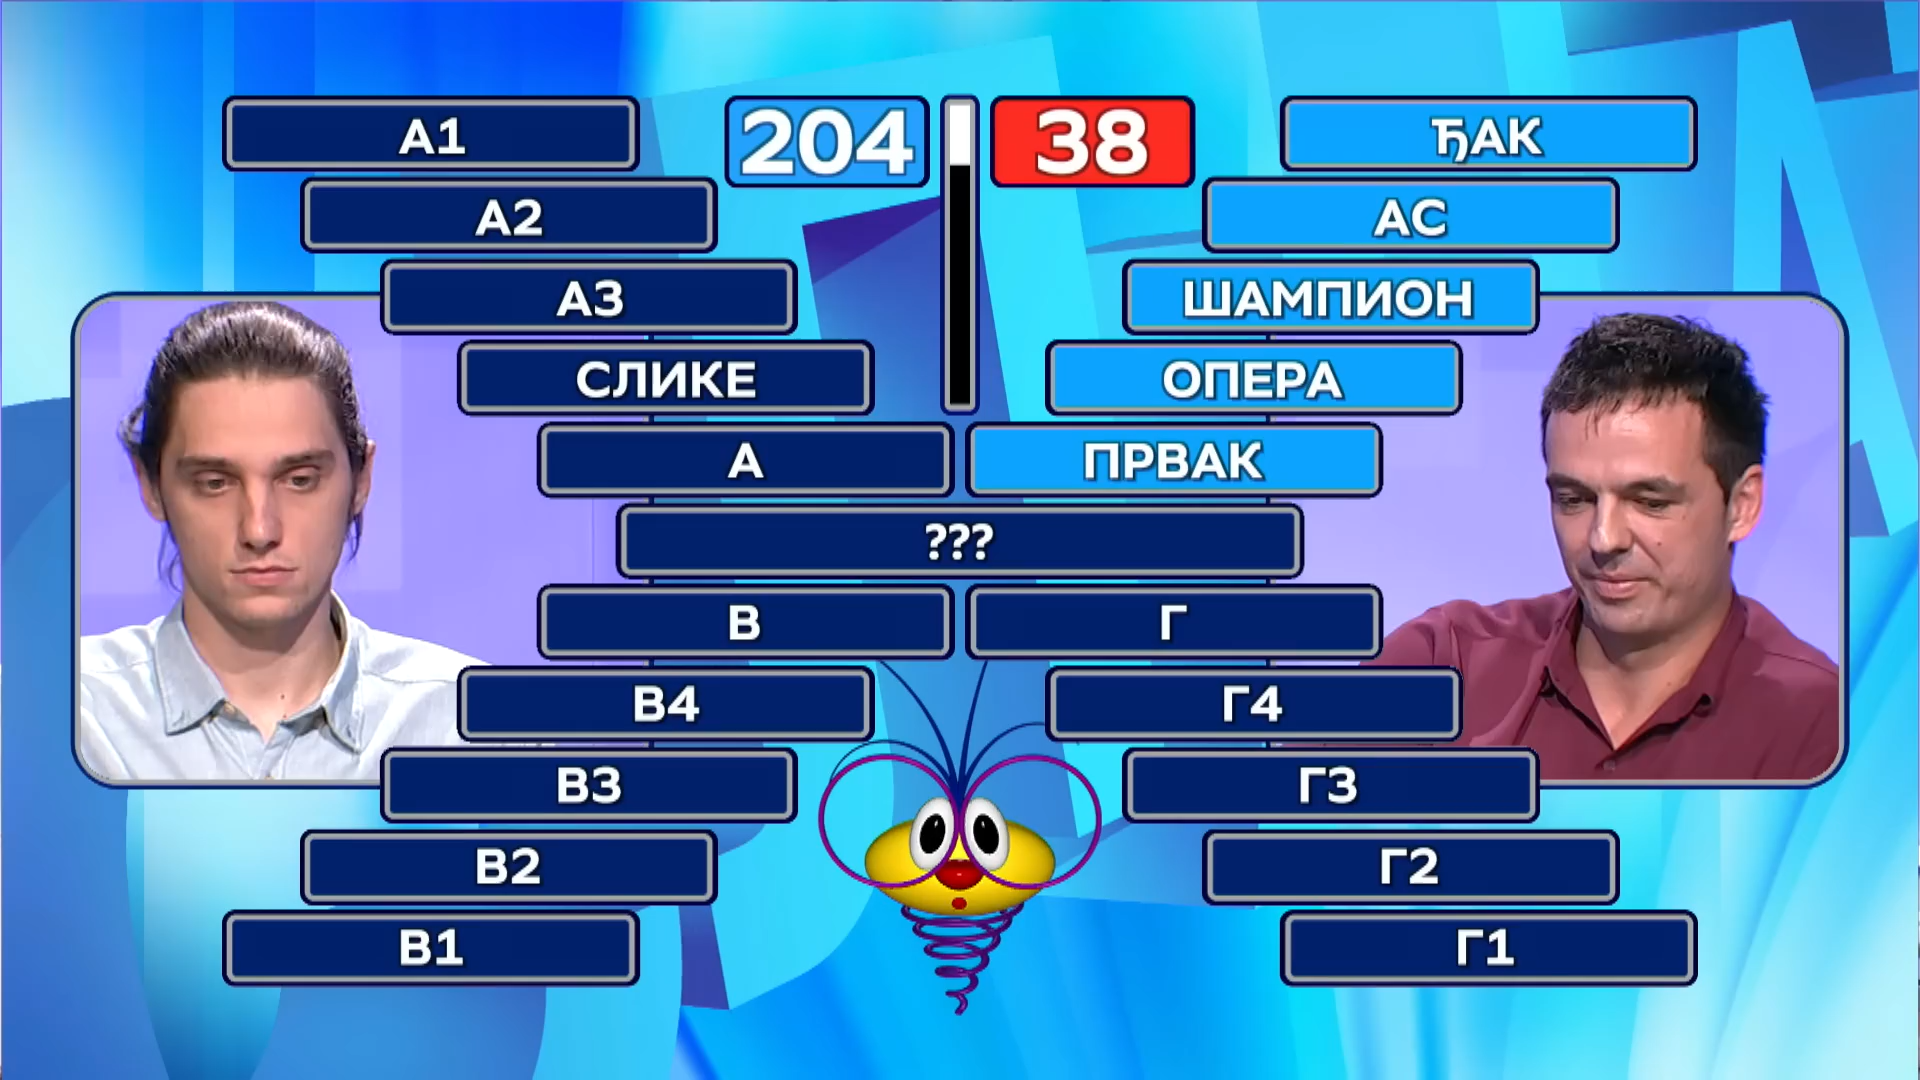 А1
204
38
ЂАК
А2
АС
А3
ШАМПИОН
СЛИКЕ
ОПЕРА
А
ПРВАК
???
В
Г
В4
Г4
В3
Г3
В2
Г2
В1
Г1